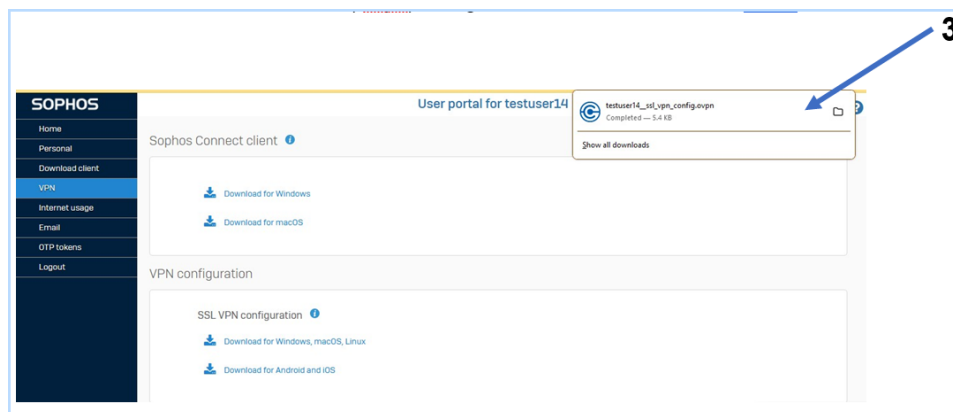 3
SOPHOS
User portal for testuser14
testuser14__ssl_vpn_config.ovpn
Completed — 5.4 KB
Show all downloads
Home
Personal
Download client
VPN
Internet usage
Email
OTP tokens
Logout
Sophos Connect client
Download for Windows
Download for macOS
VPN configuration
SSL VPN configuration
Download for Windows, macOS, Linux
Download for Android and iOS